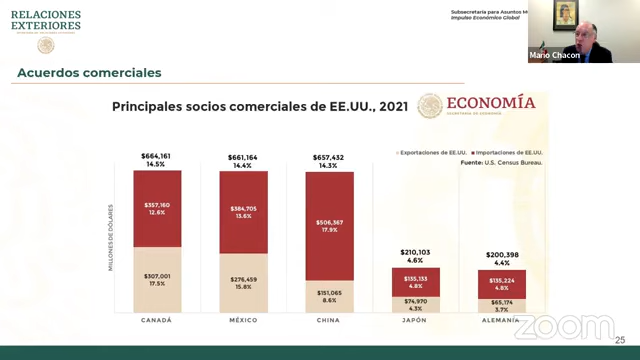 RELACIONES
EXTERIORES
Subsecretaría para Asuntos M
Impulso Económico Global
Mario Chacon
Acuerdos comerciales
Principales socios comerciales de EE.UU., 2021
ECONOMÍA
SECRETARÍA DE ECONOMÍA
Exportaciones de EE.UU. Importaciones de EE.UU.
Fuente: U.S. Census Bureau.
MILLONES DE DÓLARES
$664,161
14.5%
$357,160
12.6%
$307,001
17.5%
CANADÁ
$661,164
14.4%
$384,705
13.6%
$276,459
15.8%
MÉXICO
$657,432
14.3%
$506,367
17.9%
$151,065
8.6%
CHINA
$210,103
4.6%
$135,133
4.8%
$74,970
4.3%
JAPÓN
$200,398
4.4%
$135,224
4.8%
$65,174
3.7%
ALEMANIA
zoom
25